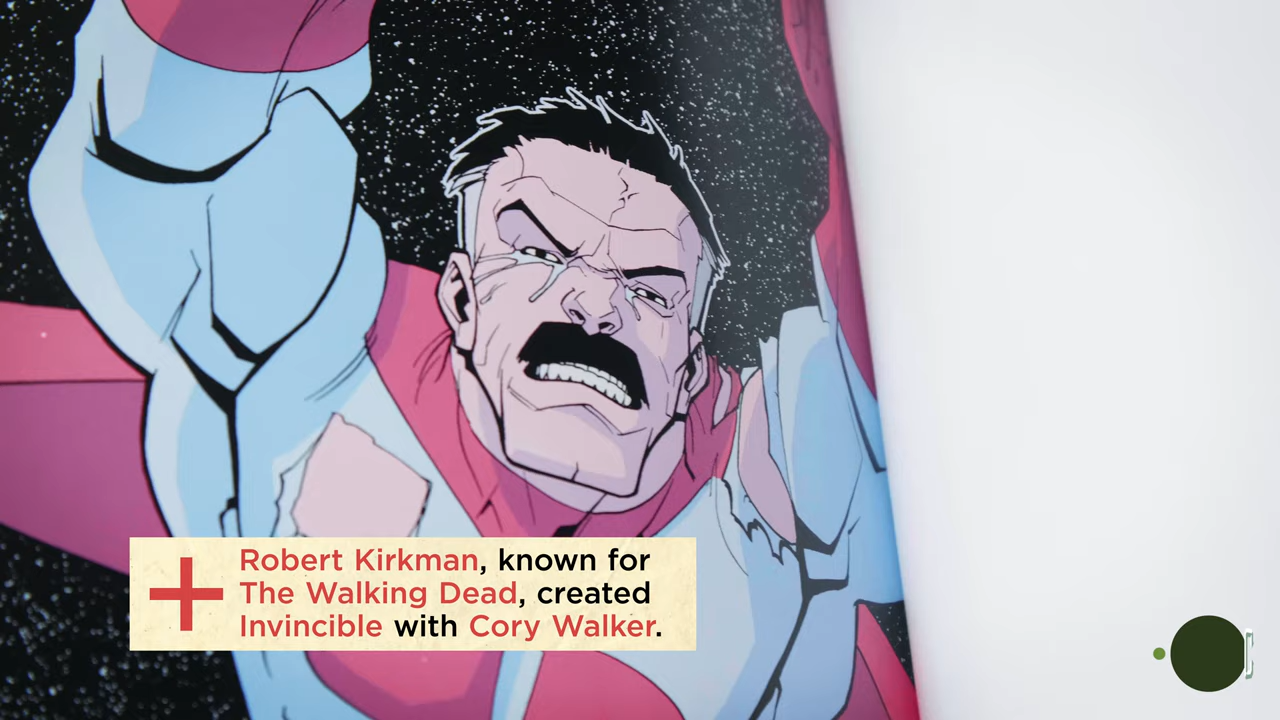 Robert Kirkman, known for
The Walking Dead, created
Invincible with Cory Walker.